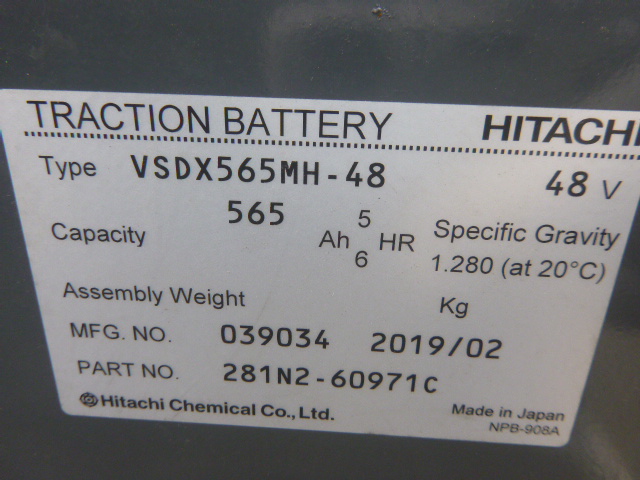 TRACTION BATTERY HITACHI
Type VSDX565MH-48 48 V
Capacity 565 Ah 5 HR Specific Gravity
6 1.280 (at 20°C)
Assembly Weight Kg
MFG. NO. 039034 2019/02
PART NO. 281N2-60971C
Hitachi Chemical Co., Ltd. Made in Japan
NPB-908A